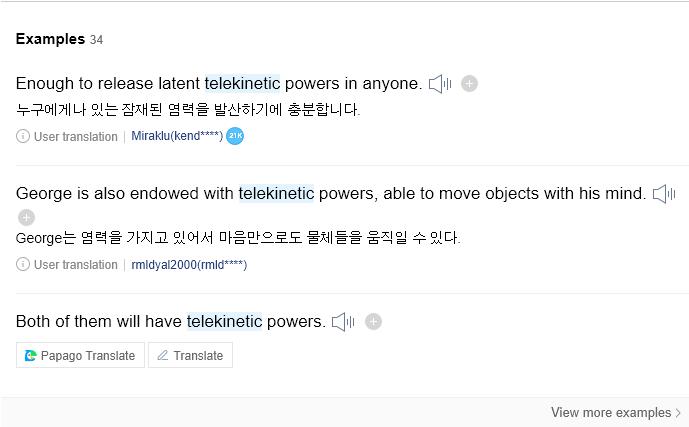 Examples 34
Enough to release latent telekinetic powers in anyone.
누구에게나 있는 잠재된 염력을 발산하기에 충분합니다.
User translation | Miraklu(kend****) 21K
George is also endowed with telekinetic powers, able to move objects with his mind.
George는 염력을 가지고 있어서 마음만으로도 물체들을 움직일 수 있다.
User translation | rmldyal2000(rmld****)
Both of them will have telekinetic powers.
Papago Translate Translate
View more examples